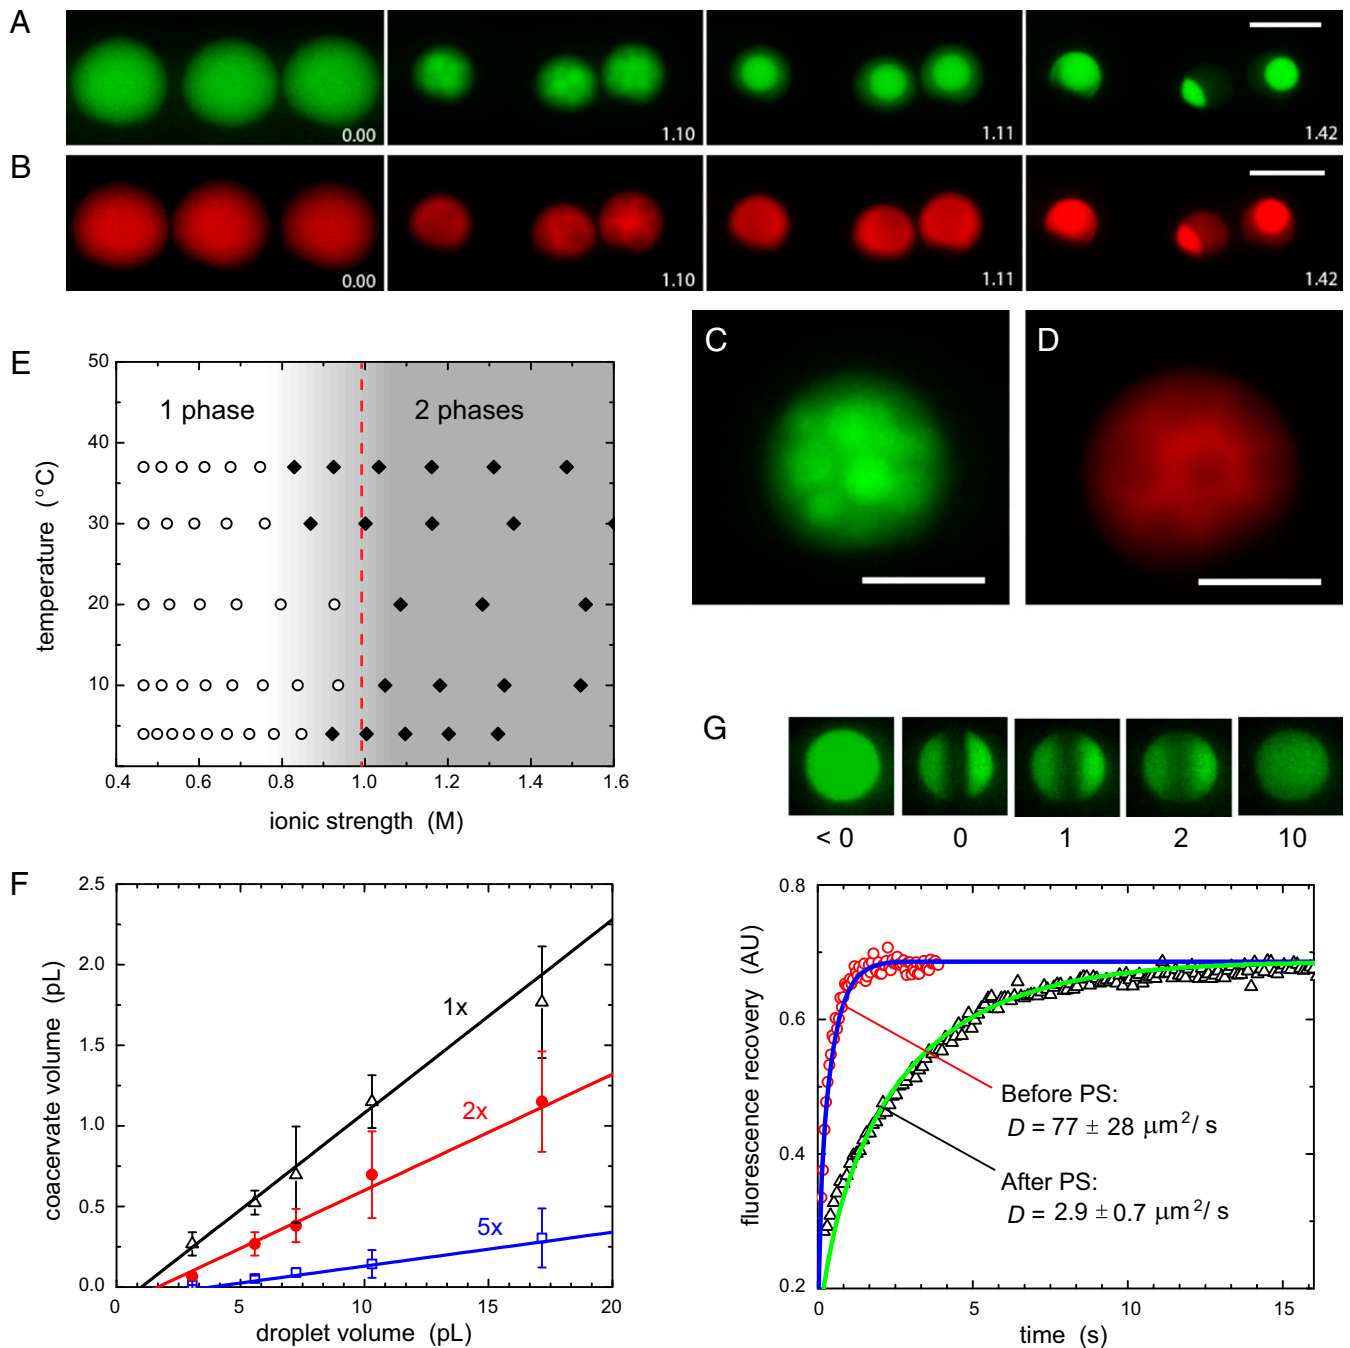 A
0.00
1.10
1.11
1.42
B
0.00
1.10
1.11
1.42
C
D
E
50
40
30
20
10
1 phase
2 phases
temperature (°C)
0.4
0.6
0.8
1.0
1.2
1.4
1.6
ionic strength (M)
G
< 0
0
1
2
10
F
2.5
2.0
1.5
1.0
0.5
0.0
1x
2x
5x
coacervate volume (pL)
0
5
10
15
20
droplet volume (pL)
0.8
0.6
0.4
0.2
fluorescence recovery (AU)
Before PS:
D = 77 ± 28 μm²/ s
After PS:
D = 2.9 ± 0.7 μm²/ s
0
5
10
15
time (s)